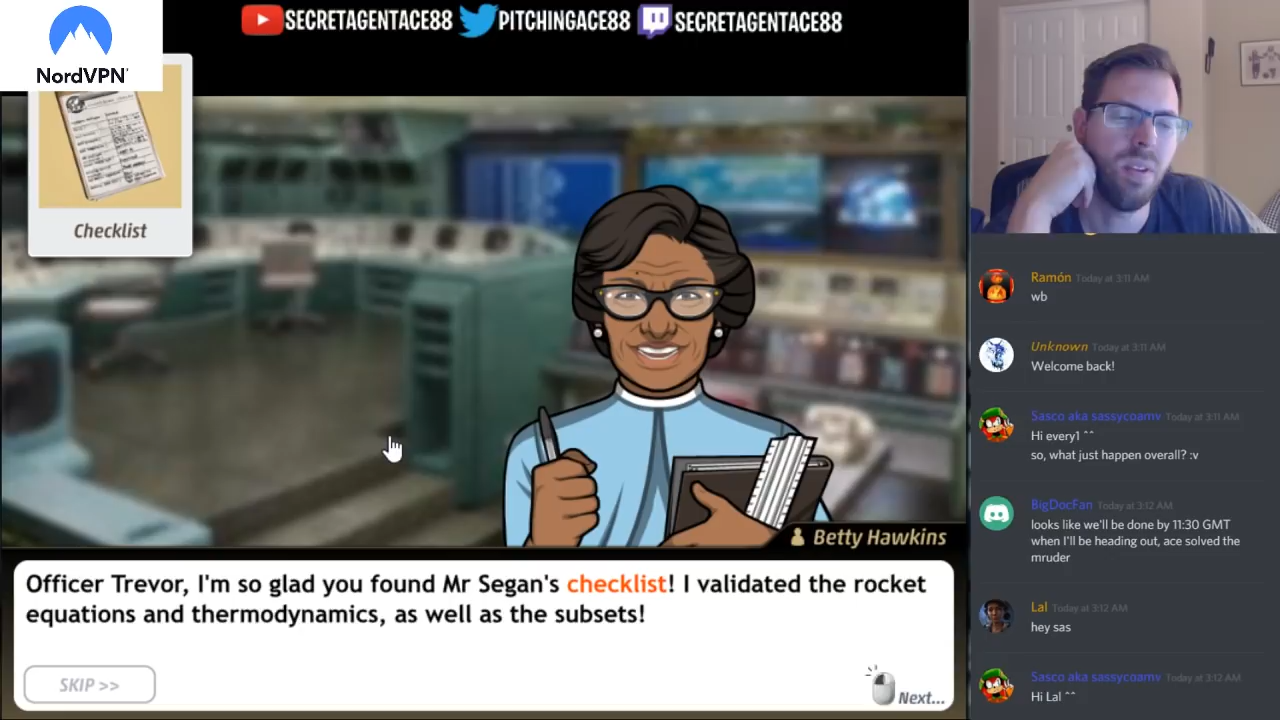 SECRETAGENTACE88 PITCHINGACE88 SECRETAGENTACE88
NordVPN
Checklist
Betty Hawkins
Officer Trevor, I'm so glad you found Mr Segan's checklist! I validated the rocket
equations and thermodynamics, as well as the subsets!
SKIP >>
Next...
Ramón Today at 3:11 AM
wb
Unknown Today at 3:11 AM
Welcome back!
Sasco aka sassycoamv Today at 3:11 AM
Hi every1 ^^
so, what just happen overall? :v
BigDocFan Today at 3:12 AM
looks like we'll be done by 11:30 GMT
when I'll be heading out, ace solved the
mruder
Lal Today at 3:12 AM
hey sas
Sasco aka sassycoamv Today at 3:12 AM
Hi Lal ^^